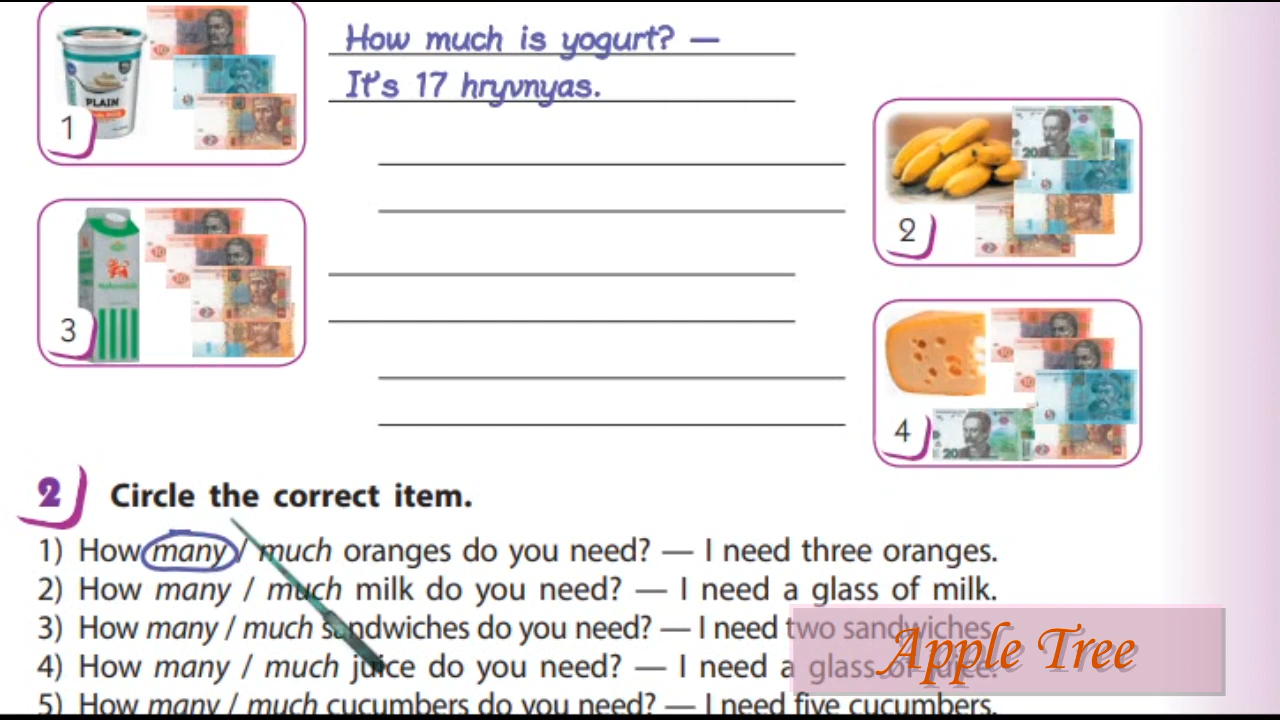 How much is yogurt? —
It's 17 hryvnyas.
PLAIN
1
2
3
4
2 Circle the correct item.
1) How many / much oranges do you need? — I need three oranges.
2) How many / much milk do you need? — I need a glass of milk.
3) How many / much sandwiches do you need? — I need two sandwiches.
4) How many / much juice do you need? — I need a glass of juice.
5) How many / much cucumbers do you need? — I need five cucumbers.
Apple Tree